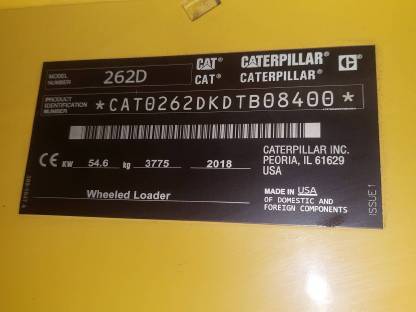 MODEL NUMBER 262D CAT CATERPILLAR C
CAT CATERPILLAR
PRODUCT IDENTIFICATION NUMBER *CAT0262DKDTB08400*
CE KW 54.6 kg 3775 2018
CATERPILLAR INC.
PEORIA, IL 61629
USA
Wheeled Loader
MADE IN USA
OF DOMESTIC AND
FOREIGN COMPONENTS
ISSUE 1